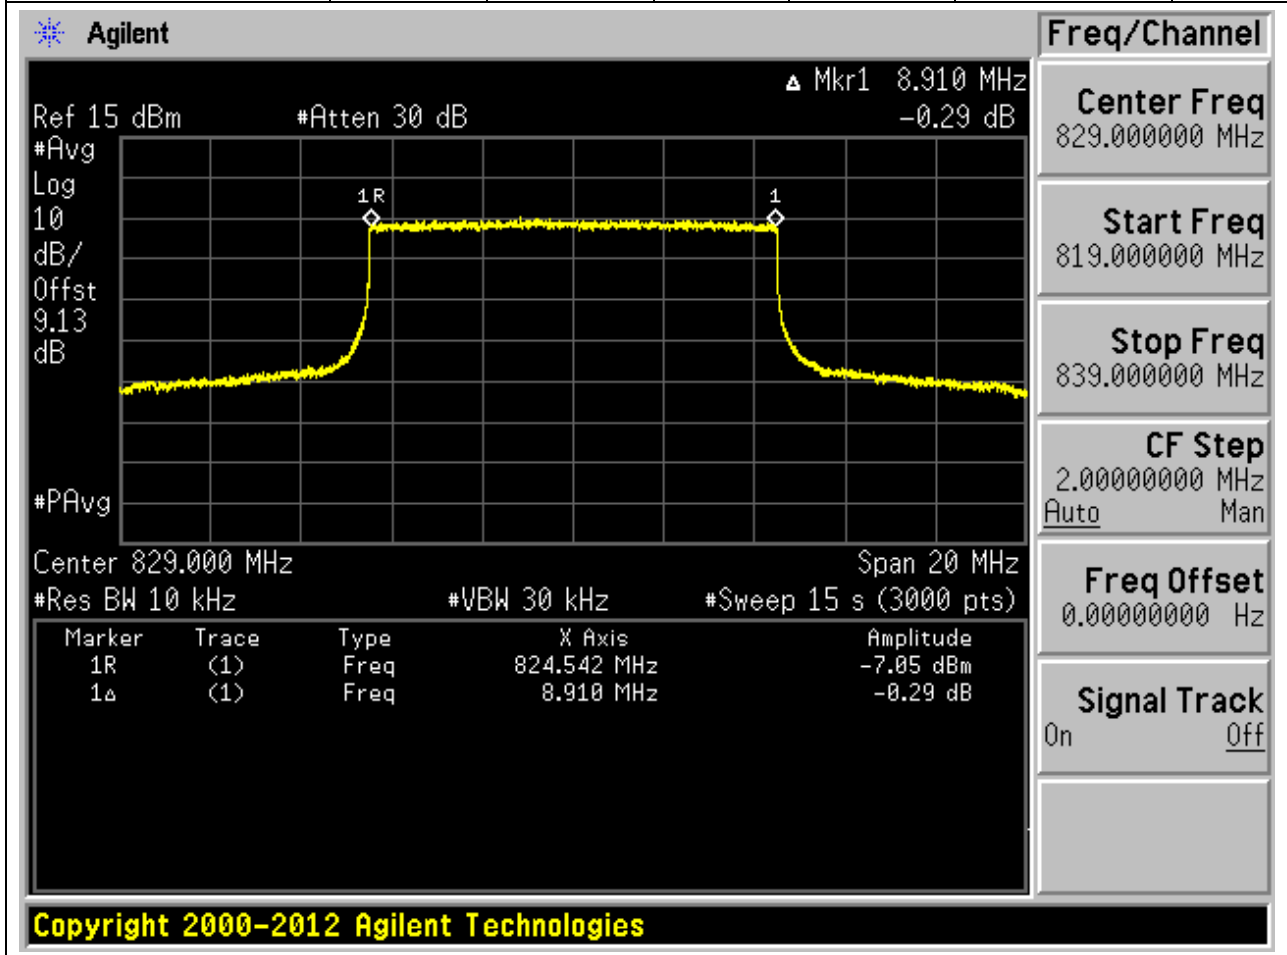 Agilent
Freq/Channel
Δ Mkr1 8.910 MHz
Ref 15 dBm #Atten 30 dB -0.29 dB
#Avg
Log
10
dB/
Offst
9.13
dB
1R
1
#PAvg
Center 829.000 MHz Span 20 MHz
#Res BW 10 kHz #VBW 30 kHz #Sweep 15 s (3000 pts)
Marker Trace Type X Axis Amplitude
1R (1) Freq 824.542 MHz -7.05 dBm
1Δ (1) Freq 8.910 MHz -0.29 dB
Center Freq
829.000000 MHz
Start Freq
819.000000 MHz
Stop Freq
839.000000 MHz
CF Step
2.00000000 MHz
Auto Man
Freq Offset
0.00000000 Hz
Signal Track
On Off
Copyright 2000-2012 Agilent Technologies